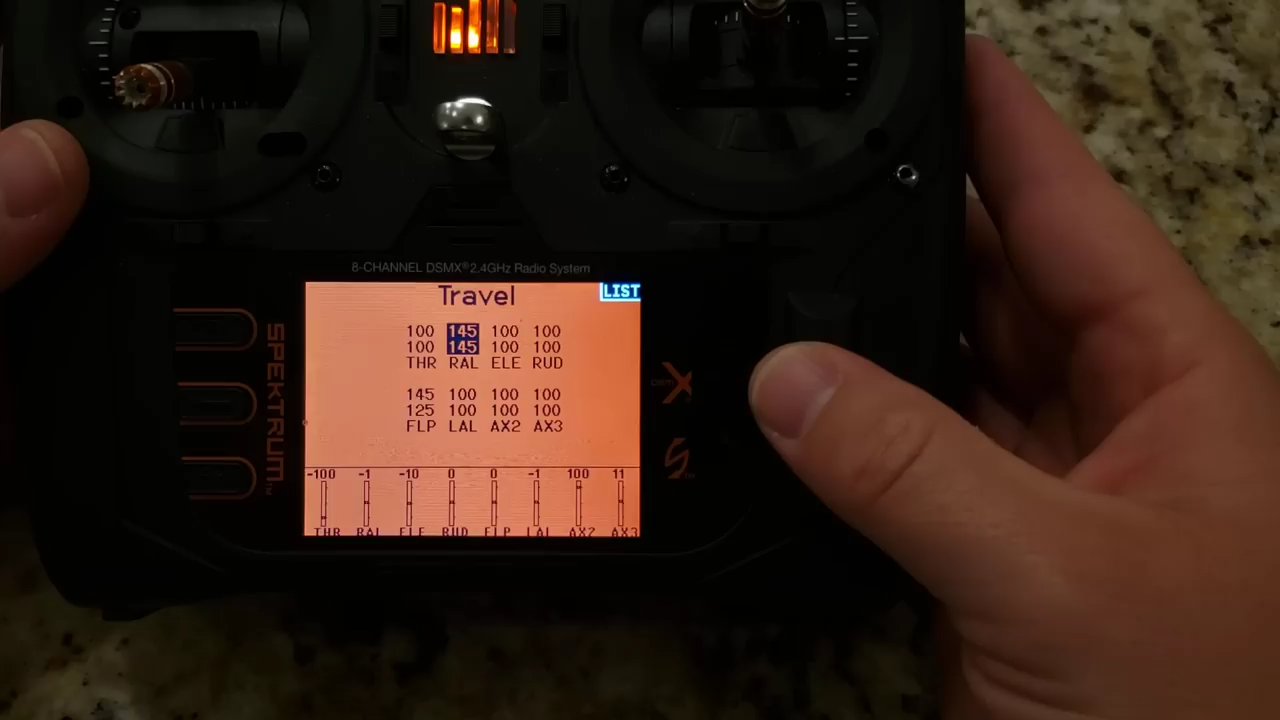 8-CHANNEL DSMX® 2.4GHz Radio System
Travel
LIST
100 145 100 100
100 145 100 100
THR RAL ELE RUD
145 100 100 100
125 100 100 100
FLP LAL AX2 AX3
-100 -1 -10 0 0 -1 100 11
THR RAL ELE RUD FLP LAL AX2 AX3
SPEKTRUM